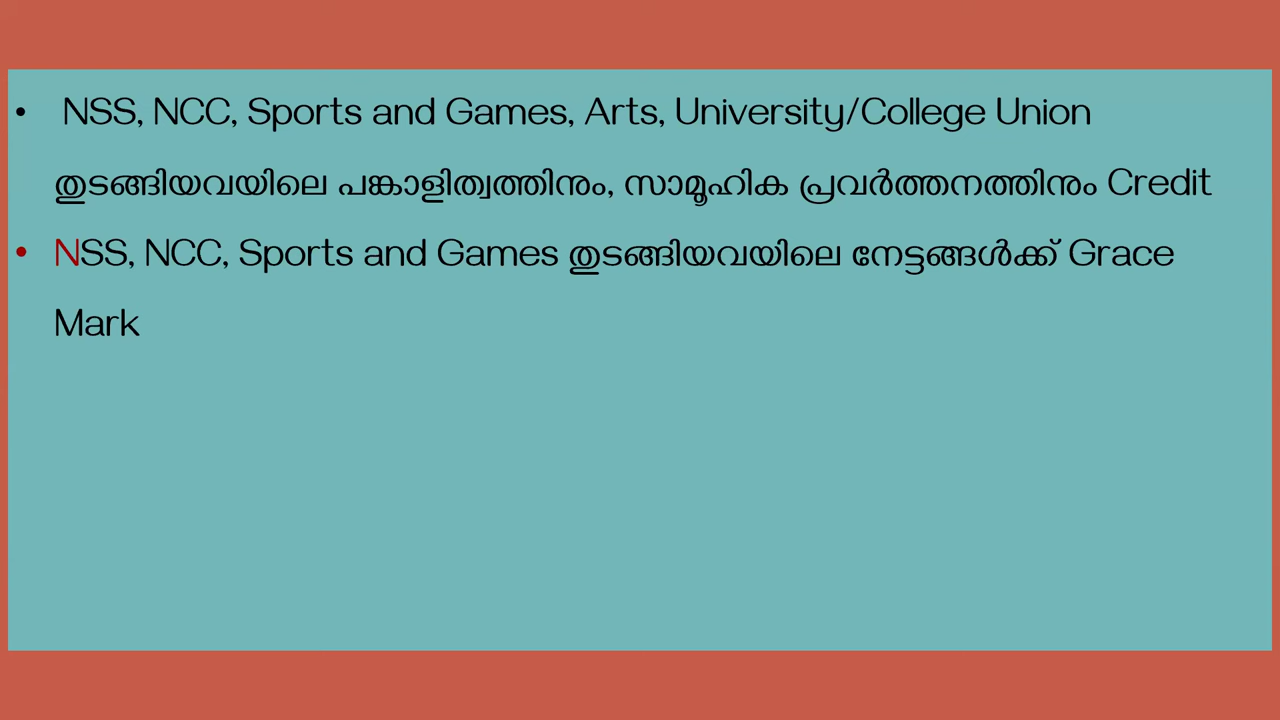 • NSS, NCC, Sports and Games, Arts, University/College Union
തുടങ്ങിയവയിലെ പങ്കാളിത്വത്തിനും, സാമൂഹിക പ്രവർത്തനത്തിനും Credit
• NSS, NCC, Sports and Games തുടങ്ങിയവയിലെ നേട്ടങ്ങൾക്ക് Grace
Mark